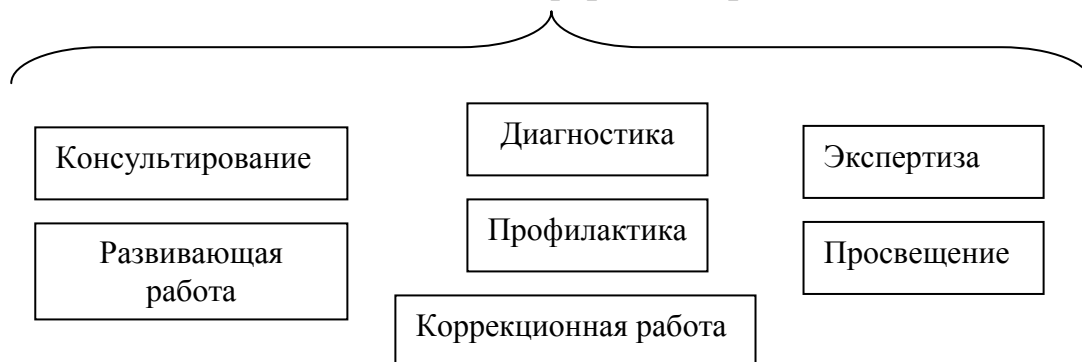 Консультирование
Диагностика
Экспертиза
Развивающая
работа
Профилактика
Просвещение
Коррекционная работа